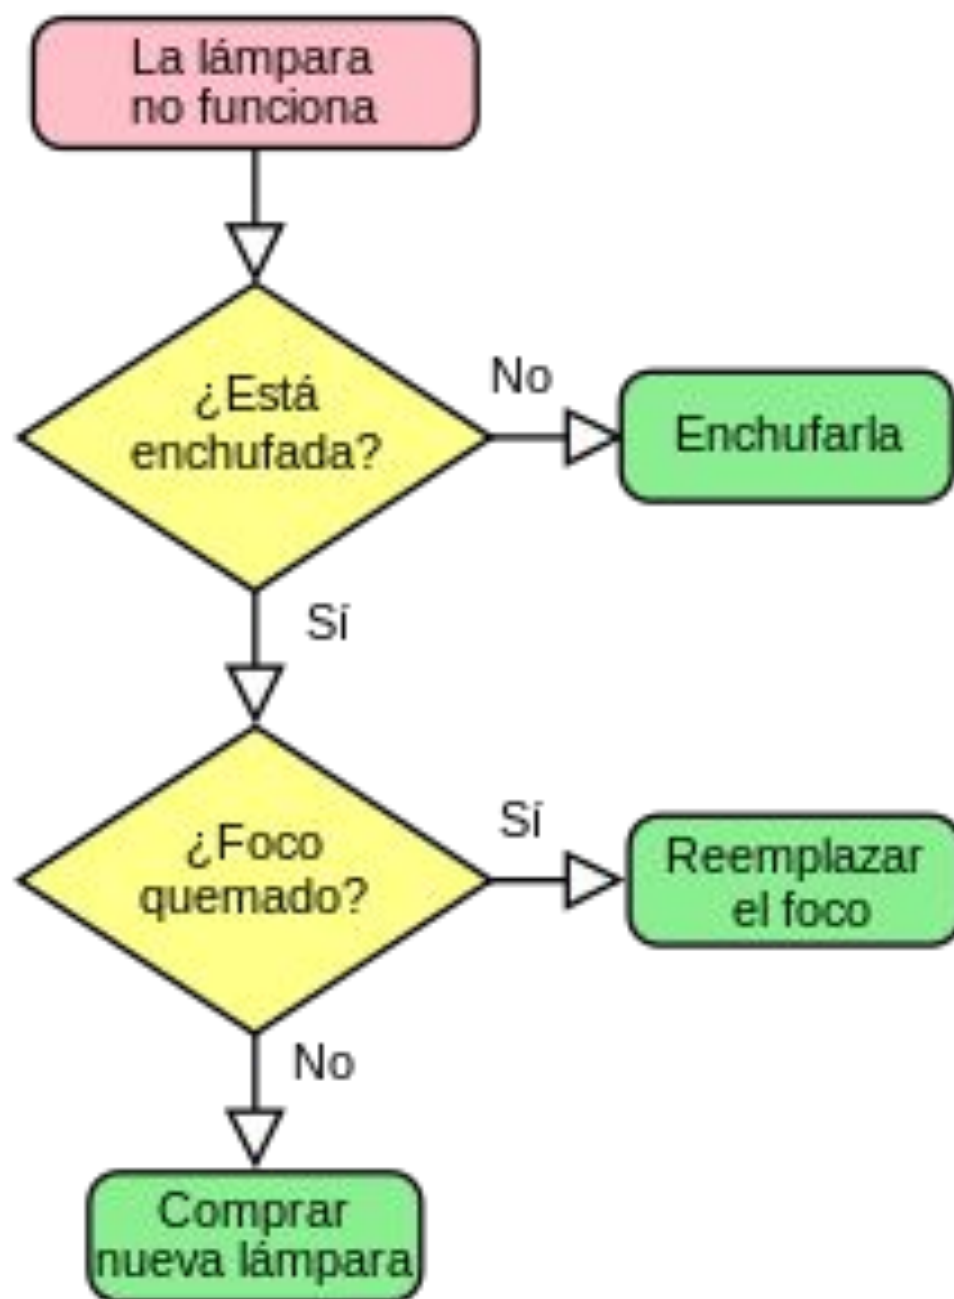 La lámpara
no funciona
¿Está
enchufada?
No
Enchufarla
Sí
¿Foco
quemado?
Sí
Reemplazar
el foco
No
Comprar
nueva lámpara